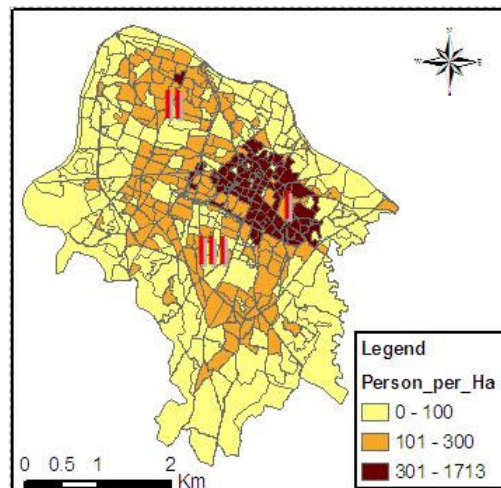 N
W E
S
II
I
III
Legend
Person_per_Ha
0 - 100
101 - 300
301 - 1713
0 0.5 1 2
Km